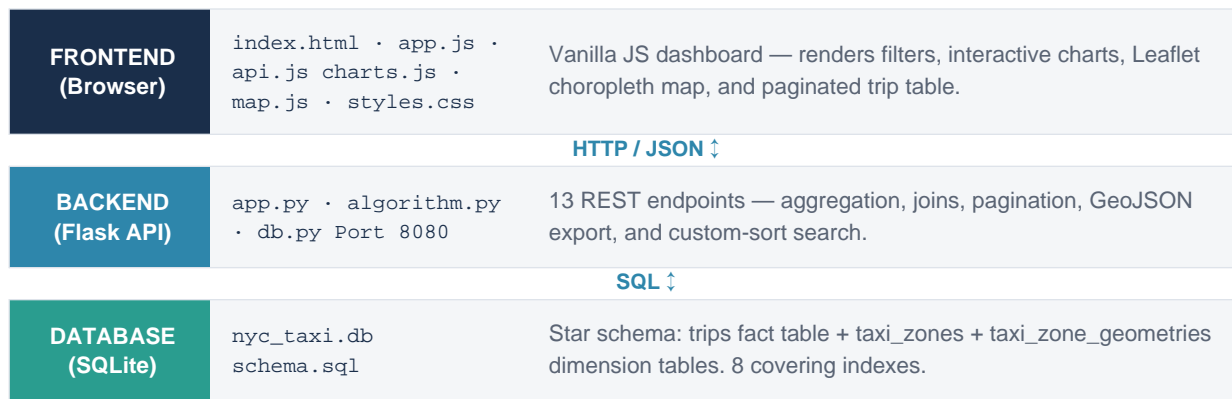 FRONTEND
(Browser)
index.html · app.js ·
api.js charts.js ·
map.js · styles.css
Vanilla JS dashboard — renders filters, interactive charts, Leaflet
choropleth map, and paginated trip table.
HTTP / JSON ↕
BACKEND
(Flask API)
app.py · algorithm.py
· db.py Port 8080
13 REST endpoints — aggregation, joins, pagination, GeoJSON
export, and custom-sort search.
SQL ↕
DATABASE
(SQLite)
nyc_taxi.db
schema.sql
Star schema: trips fact table + taxi_zones + taxi_zone_geometries
dimension tables. 8 covering indexes.